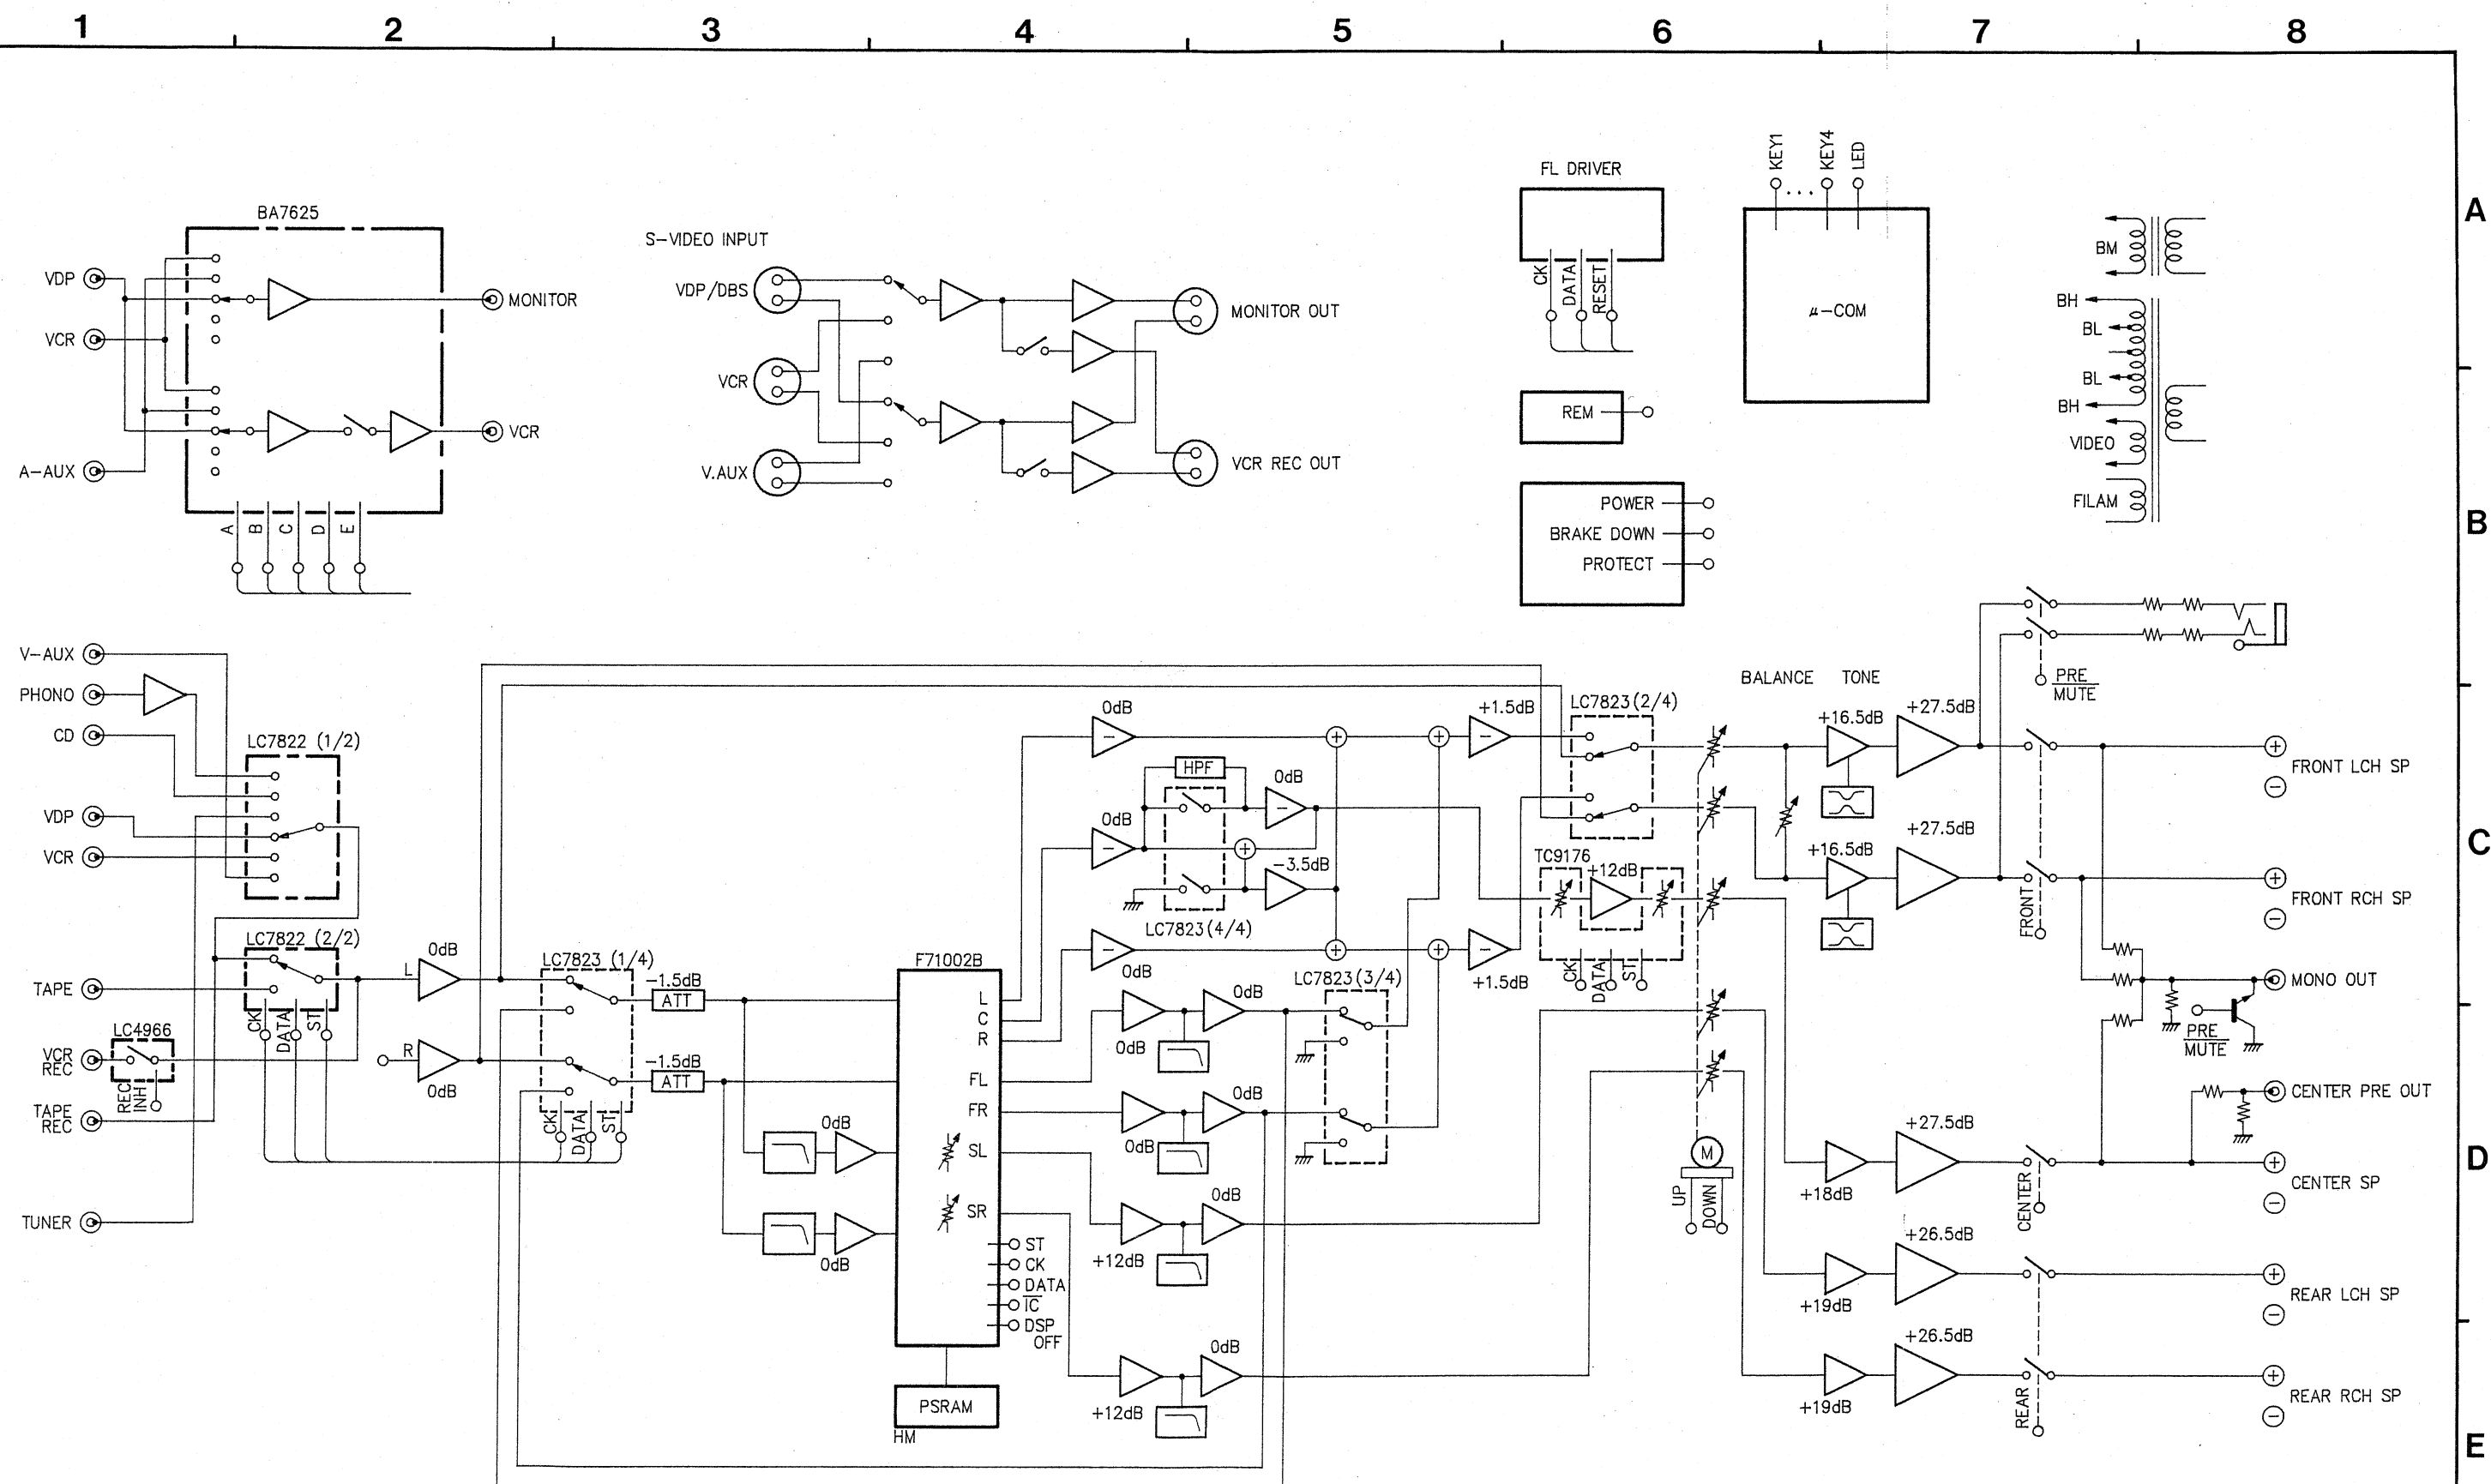 1 2 3 4 5 6 7 8
A
B
C
D
E
BA7625
VDP
VCR
A-AUX
MONITOR
VCR
A B C D E
S-VIDEO INPUT
VDP/DBS
VCR
V.AUX
MONITOR OUT
VCR REC OUT
FL DRIVER
CK
DATA
RESET
KEY1
...
KEY4
LED
μ-COM
REM
POWER
BRAKE DOWN
PROTECT
BM
BH
BL
BL
BH
VIDEO
FILAM
V-AUX
PHONO
CD
VDP
VCR
TAPE
VCR
REC
TAPE
REC
TUNER
LC7822 (1/2)
LC7822 (2/2)
CK
DATA
ST
LC4966
REC
INH
L
0dB
R
0dB
LC7823 (1/4)
CK
DATA
ST
-1.5dB
ATT
-1.5dB
ATT
0dB
0dB
F71002B
L
C
R
FL
FR
SL
SR
ST
CK
DATA
IC
DSP
OFF
PSRAM
HM
0dB
HPF
0dB
0dB
-3.5dB
LC7823(4/4)
0dB
0dB
0dB
0dB
0dB
0dB
+12dB
0dB
+12dB
LC7823(3/4)
+1.5dB
+1.5dB
LC7823(2/4)
TC9176
+12dB
CK
DATA
ST
M
UP
DOWN
BALANCE TONE
+16.5dB
+27.5dB
+16.5dB
+27.5dB
+18dB
+27.5dB
+19dB
+26.5dB
+19dB
+26.5dB
PRE
MUTE
FRONT
CENTER
REAR
+
FRONT LCH SP
-
+
FRONT RCH SP
-
MONO OUT
PRE
MUTE
CENTER PRE OUT
+
CENTER SP
-
+
REAR LCH SP
-
+
REAR RCH SP
-